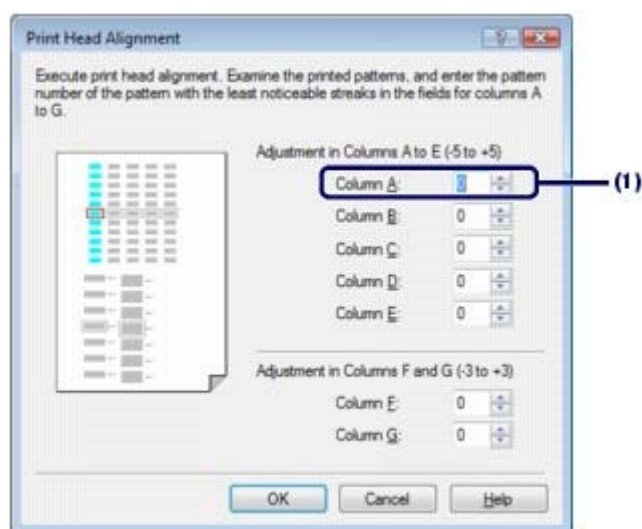 Print Head Alignment
Execute print head alignment. Examine the printed patterns, and enter the pattern
number of the pattern with the least noticeable streaks in the fields for columns A
to G.
Adjustment in Columns A to E (-5 to +5)
Column A: 0 (1)
Column B: 0
Column C: 0
Column D: 0
Column E: 0
Adjustment in Columns F and G (-3 to +3)
Column F: 0
Column G: 0
OK Cancel Help